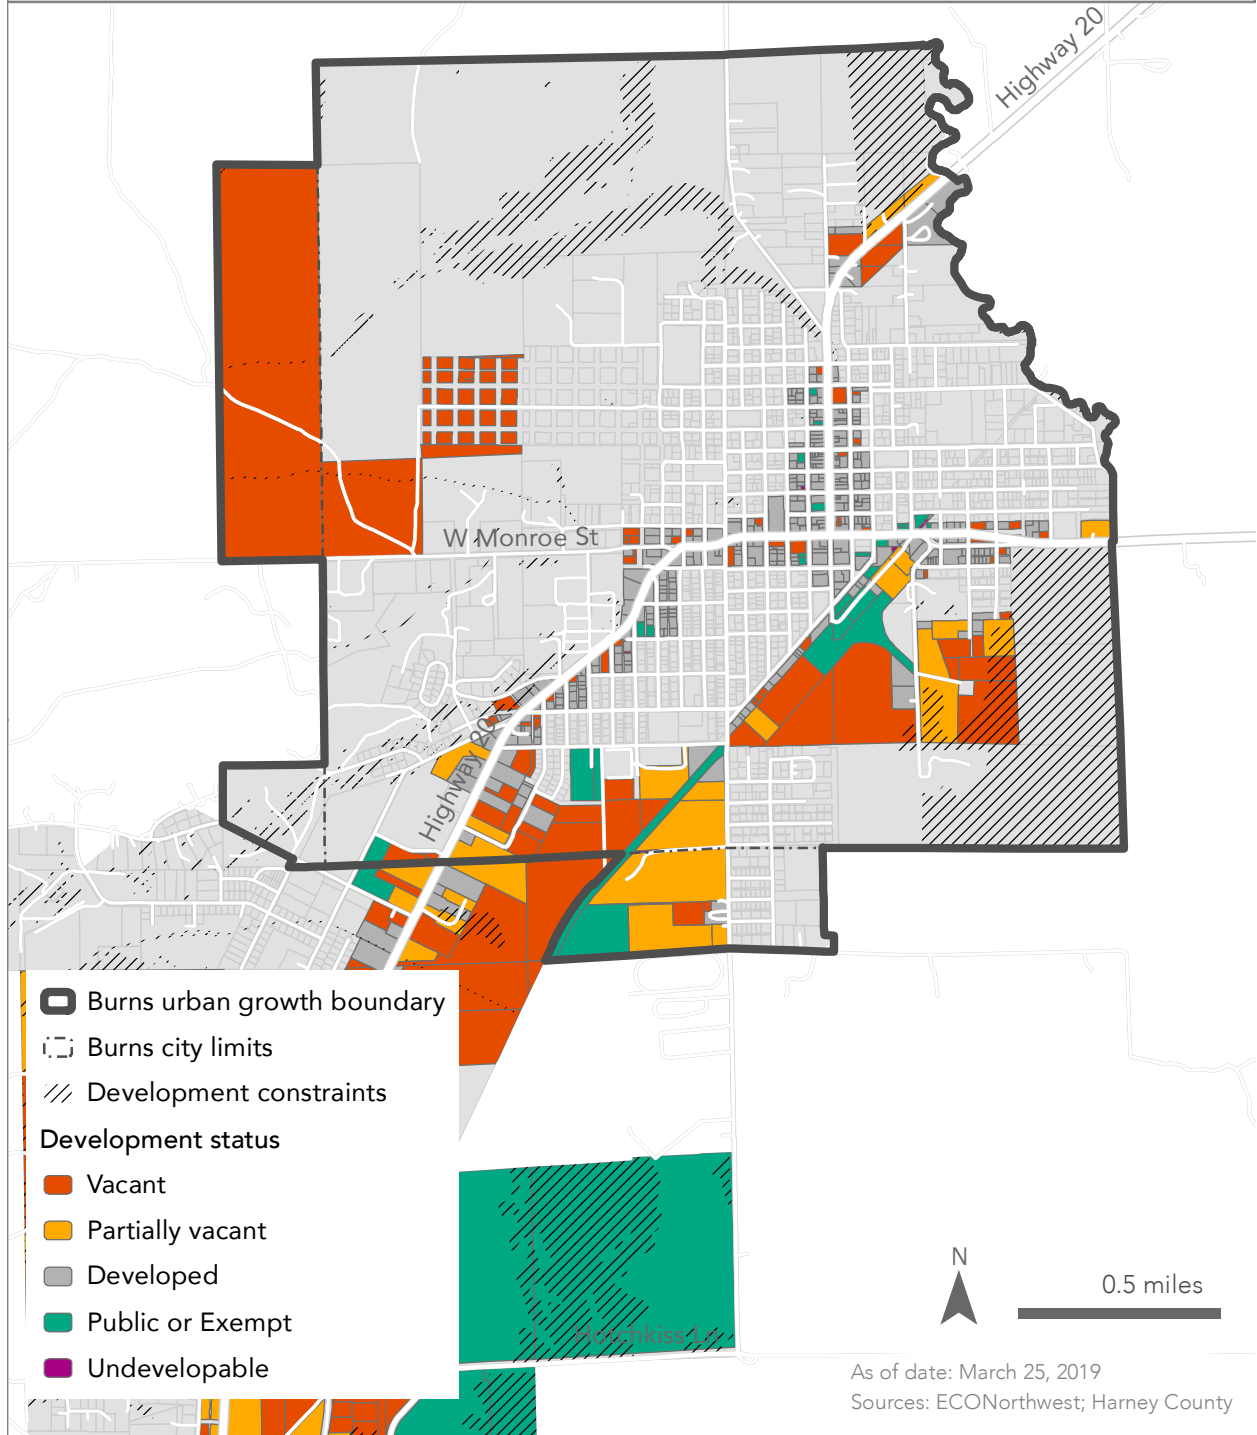 Highway 20
W Monroe St
Highway 20
Burns urban growth boundary
Burns city limits
Development constraints
Development status
Vacant
Partially vacant
Developed
Public or Exempt
Undevelopable
Hotchkiss Ln
N
0.5 miles
As of date: March 25, 2019
Sources: ECONorthwest; Harney County